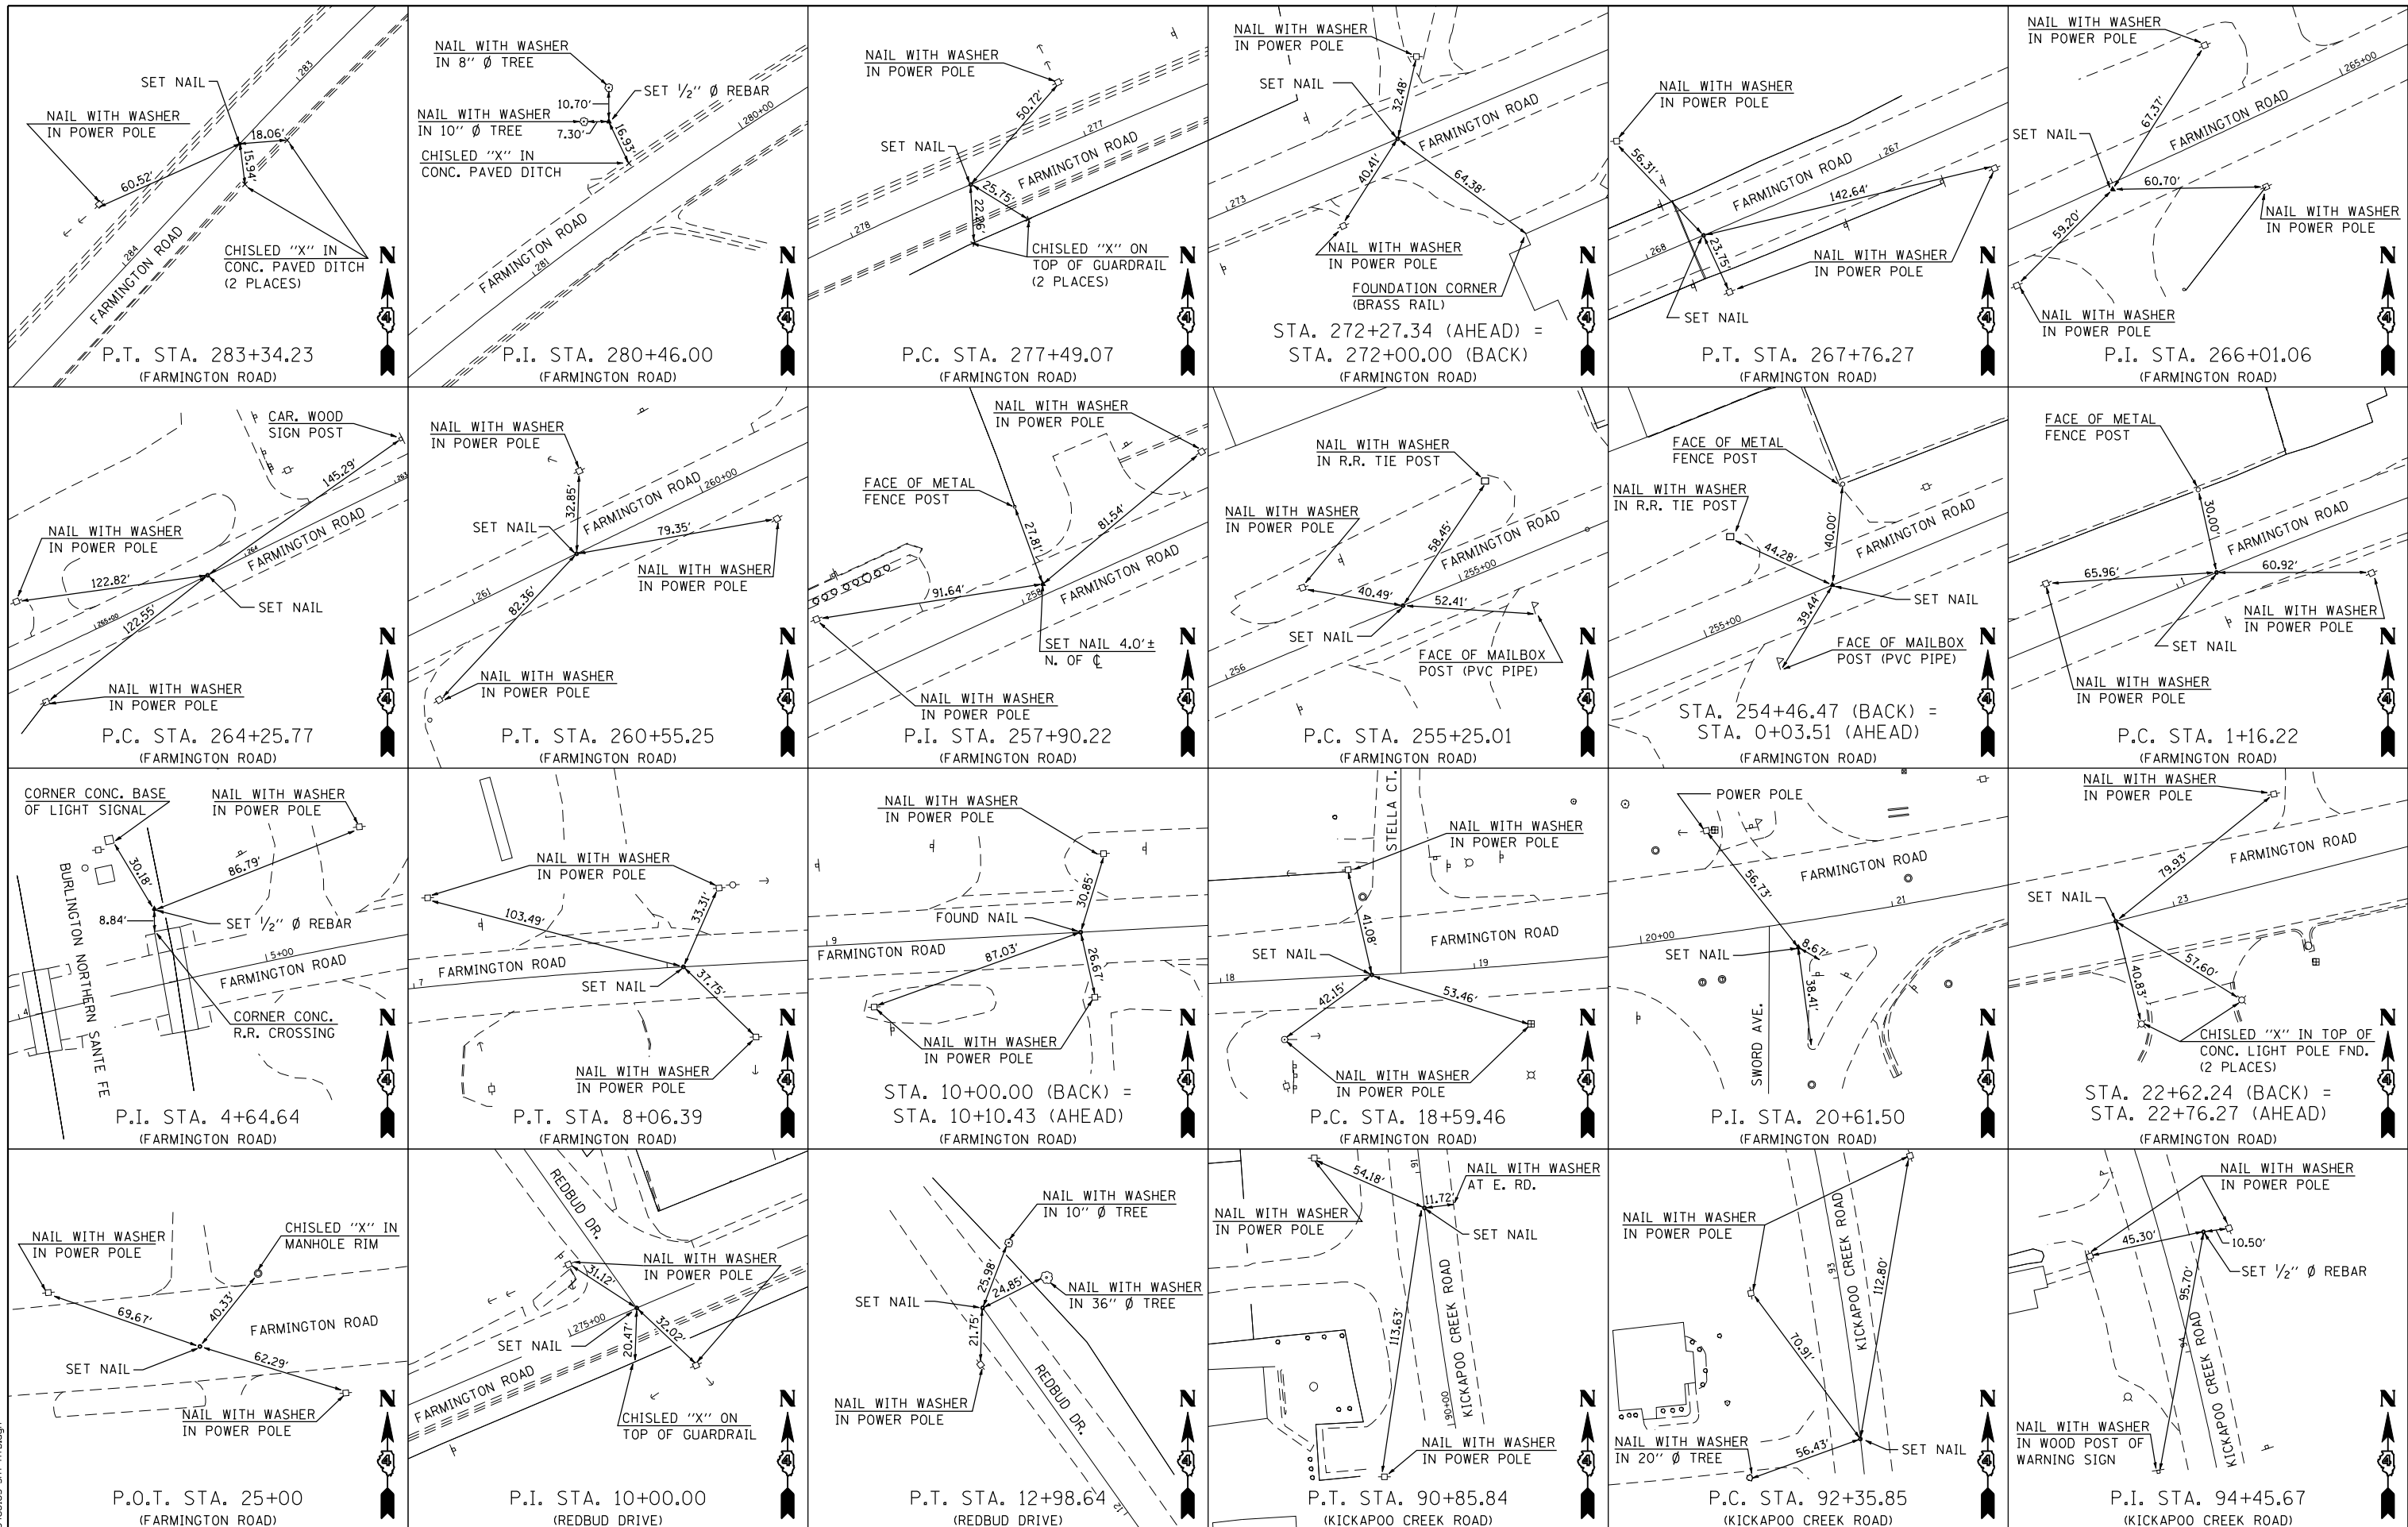 SET NAIL
NAIL WITH WASHER
IN POWER POLE
283
18.06'
15.94'
60.52'
284
FARMINGTON ROAD
CHISLED "X" IN
CONC. PAVED DITCH
(2 PLACES)
N
4
P.T. STA. 283+34.23
(FARMINGTON ROAD)
NAIL WITH WASHER
IN 8" Ø TREE
SET 1/2" Ø REBAR
10.70'
NAIL WITH WASHER
IN 10" Ø TREE
7.30'
16.93'
280+00
CHISLED "X" IN
CONC. PAVED DITCH
FARMINGTON ROAD
281
N
4
P.I. STA. 280+46.00
(FARMINGTON ROAD)
NAIL WITH WASHER
IN POWER POLE
50.72'
277
SET NAIL
FARMINGTON ROAD
25.75'
278
CHISLED "X" ON
TOP OF GUARDRAIL
(2 PLACES)
N
4
P.C. STA. 277+49.07
(FARMINGTON ROAD)
NAIL WITH WASHER
IN POWER POLE
SET NAIL
32.48'
FARMINGTON ROAD
40.41'
64.38'
273
NAIL WITH WASHER
IN POWER POLE
FOUNDATION CORNER
(BRASS RAIL)
N
4
STA. 272+27.34 (AHEAD) =
STA. 272+00.00 (BACK)
(FARMINGTON ROAD)
NAIL WITH WASHER
IN POWER POLE
56.31'
267
FARMINGTON ROAD
142.64'
268
23.75'
NAIL WITH WASHER
IN POWER POLE
SET NAIL
N
4
P.T. STA. 267+76.27
(FARMINGTON ROAD)
NAIL WITH WASHER
IN POWER POLE
265+00
67.37'
FARMINGTON ROAD
SET NAIL
60.70'
59.20'
NAIL WITH WASHER
IN POWER POLE
NAIL WITH WASHER
IN POWER POLE
N
4
P.I. STA. 266+01.06
(FARMINGTON ROAD)
CAR. WOOD
SIGN POST
145.29'
263
NAIL WITH WASHER
IN POWER POLE
264
FARMINGTON ROAD
122.82'
SET NAIL
265+00
122.55'
NAIL WITH WASHER
IN POWER POLE
N
4
P.C. STA. 264+25.77
(FARMINGTON ROAD)
NAIL WITH WASHER
IN POWER POLE
32.85'
260+00
FARMINGTON ROAD
SET NAIL
79.35'
NAIL WITH WASHER
IN POWER POLE
261
82.36'
NAIL WITH WASHER
IN POWER POLE
N
4
P.T. STA. 260+55.25
(FARMINGTON ROAD)
NAIL WITH WASHER
IN POWER POLE
FACE OF METAL
FENCE POST
27.81'
81.54'
FARMINGTON ROAD
91.64'
258
SET NAIL 4.0'±
N. OF ℄
NAIL WITH WASHER
IN POWER POLE
N
4
P.I. STA. 257+90.22
(FARMINGTON ROAD)
NAIL WITH WASHER
IN R.R. TIE POST
NAIL WITH WASHER
IN POWER POLE
58.45'
FARMINGTON ROAD
255+00
40.49'
52.41'
SET NAIL
FACE OF MAILBOX
POST (PVC PIPE)
256
N
4
P.C. STA. 255+25.01
(FARMINGTON ROAD)
FACE OF METAL
FENCE POST
NAIL WITH WASHER
IN R.R. TIE POST
40.00'
FARMINGTON ROAD
44.28'
SET NAIL
39.44'
255+00
FACE OF MAILBOX
POST (PVC PIPE)
N
4
STA. 254+46.47 (BACK) =
STA. 0+03.51 (AHEAD)
(FARMINGTON ROAD)
FACE OF METAL
FENCE POST
30.00'
FARMINGTON ROAD
65.96'
1
60.92'
NAIL WITH WASHER
IN POWER POLE
SET NAIL
NAIL WITH WASHER
IN POWER POLE
N
4
P.C. STA. 1+16.22
(FARMINGTON ROAD)
CORNER CONC. BASE
OF LIGHT SIGNAL
NAIL WITH WASHER
IN POWER POLE
30.18'
86.79'
8.84'
SET 1/2" Ø REBAR
BURLINGTON NORTHERN SANTE FE
5+00
FARMINGTON ROAD
4
CORNER CONC.
R.R. CROSSING
N
4
P.I. STA. 4+64.64
(FARMINGTON ROAD)
NAIL WITH WASHER
IN POWER POLE
103.49'
33.31'
FARMINGTON ROAD
7
SET NAIL
37.75'
NAIL WITH WASHER
IN POWER POLE
N
4
P.T. STA. 8+06.39
(FARMINGTON ROAD)
NAIL WITH WASHER
IN POWER POLE
30.85'
FOUND NAIL
9
FARMINGTON ROAD
87.03'
26.67'
NAIL WITH WASHER
IN POWER POLE
N
4
STA. 10+00.00 (BACK) =
STA. 10+10.43 (AHEAD)
(FARMINGTON ROAD)
STELLA CT.
NAIL WITH WASHER
IN POWER POLE
41.08'
FARMINGTON ROAD
SET NAIL
18
19
42.15'
53.46'
NAIL WITH WASHER
IN POWER POLE
N
4
P.C. STA. 18+59.46
(FARMINGTON ROAD)
POWER POLE
56.73'
FARMINGTON ROAD
21
20+00
8.67'
SET NAIL
38.41'
SWORD AVE.
N
4
P.I. STA. 20+61.50
(FARMINGTON ROAD)
NAIL WITH WASHER
IN POWER POLE
79.93'
FARMINGTON ROAD
SET NAIL
23
57.60'
40.83'
CHISLED "X" IN TOP OF
CONC. LIGHT POLE FND.
(2 PLACES)
N
4
STA. 22+62.24 (BACK) =
STA. 22+76.27 (AHEAD)
(FARMINGTON ROAD)
NAIL WITH WASHER
IN POWER POLE
CHISLED "X" IN
MANHOLE RIM
69.67'
40.33'
FARMINGTON ROAD
SET NAIL
62.29'
NAIL WITH WASHER
IN POWER POLE
N
4
P.O.T. STA. 25+00
(FARMINGTON ROAD)
REDBUD DR.
NAIL WITH WASHER
IN POWER POLE
31.12'
275+00
SET NAIL
20.47'
32.02'
FARMINGTON ROAD
CHISLED "X" ON
TOP OF GUARDRAIL
N
4
P.I. STA. 10+00.00
(REDBUD DRIVE)
NAIL WITH WASHER
IN 10" Ø TREE
25.98'
24.85'
NAIL WITH WASHER
IN 36" Ø TREE
SET NAIL
21.75'
REDBUD DR.
NAIL WITH WASHER
IN POWER POLE
12
N
4
P.T. STA. 12+98.64
(REDBUD DRIVE)
54.18'
91
NAIL WITH WASHER
AT E. RD.
11.72'
NAIL WITH WASHER
IN POWER POLE
SET NAIL
113.63'
KICKAPOO CREEK ROAD
90+00
NAIL WITH WASHER
IN POWER POLE
N
4
P.T. STA. 90+85.84
(KICKAPOO CREEK ROAD)
NAIL WITH WASHER
IN POWER POLE
KICKAPOO CREEK ROAD
93
112.80'
70.91'
NAIL WITH WASHER
IN 20" Ø TREE
56.43'
SET NAIL
N
4
P.C. STA. 92+35.85
(KICKAPOO CREEK ROAD)
NAIL WITH WASHER
IN POWER POLE
45.30'
10.50'
SET 1/2" Ø REBAR
95.70'
94
KICKAPOO CREEK ROAD
NAIL WITH WASHER
IN WOOD POST OF
WARNING SIGN
N
4
P.I. STA. 94+45.67
(KICKAPOO CREEK ROAD)